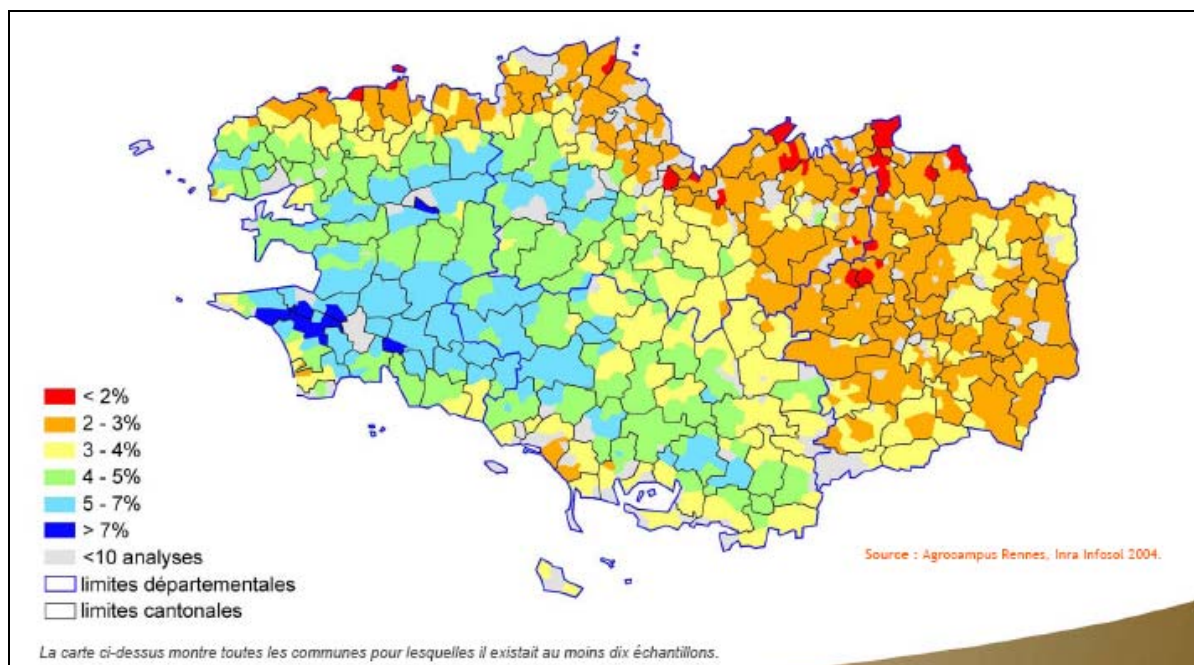 < 2%
2 - 3%
3 - 4%
4 - 5%
5 - 7%
> 7%
<10 analyses
limites départementales
limites cantonales
Source : Agrocampus Rennes, Inra Infosol 2004.
La carte ci-dessus montre toutes les communes pour lesquelles il existait au moins dix échantillons.